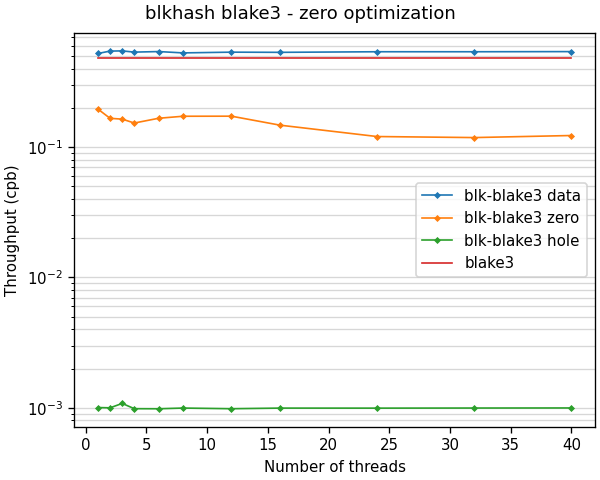 blkhash blake3 - zero optimization
Throughput (cpb)
10⁻¹
10⁻²
10⁻³
blk-blake3 data
blk-blake3 zero
blk-blake3 hole
blake3
0 5 10 15 20 25 30 35 40
Number of threads